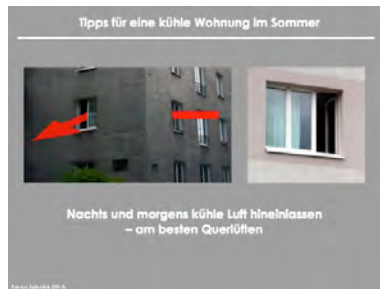 Tipps für eine kühle Wohnung im Sommer
Nachts und morgens kühle Luft hineinlassen
– am besten Querlüften